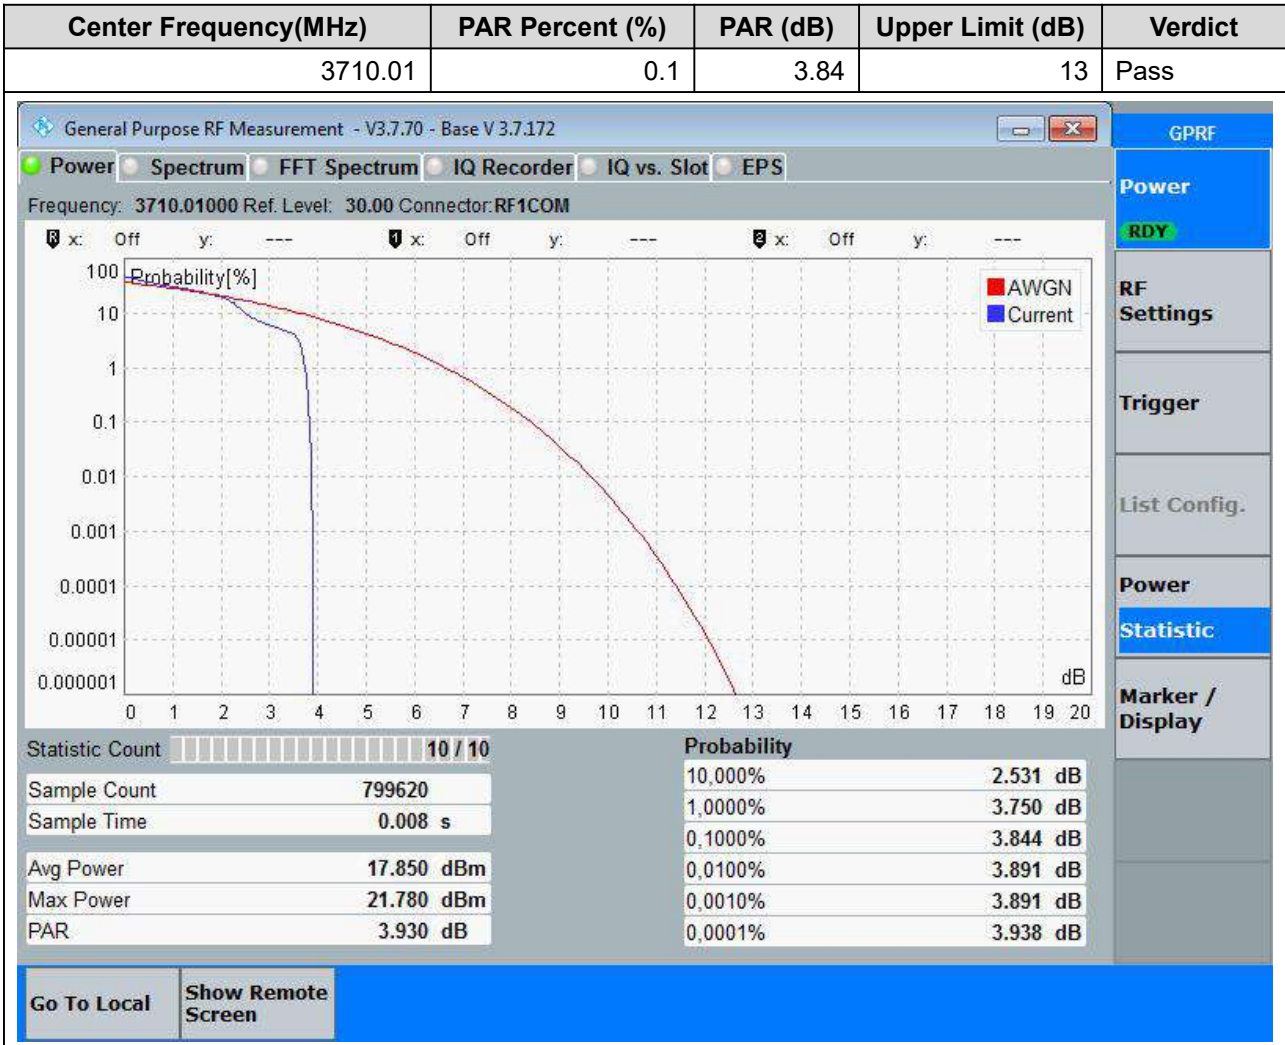 Center Frequency(MHz) PAR Percent (%) PAR (dB) Upper Limit (dB) Verdict
3710.01 0.1 3.84 13 Pass
General Purpose RF Measurement - V3.7.70 - Base V 3.7.172
GPRF
Power Spectrum FFT Spectrum IQ Recorder IQ vs. Slot EPS
Power
RDY
Frequency: 3710.01000 Ref. Level: 30.00 Connector:RF1COM
R x: Off y: --- 1 x: Off y: --- 2 x: Off y: ---
Probability[%]
AWGN
Current
100
10
1
0.1
0.01
0.001
0.0001
0.00001
0.000001
dB
0 1 2 3 4 5 6 7 8 9 10 11 12 13 14 15 16 17 18 19 20
RF
Settings
Trigger
List Config.
Power
Statistic
Marker /
Display
Statistic Count 10 / 10
Sample Count 799620
Sample Time 0.008 s
Avg Power 17.850 dBm
Max Power 21.780 dBm
PAR 3.930 dB
Probability
10,000% 2.531 dB
1,0000% 3.750 dB
0,1000% 3.844 dB
0,0100% 3.891 dB
0,0010% 3.891 dB
0,0001% 3.938 dB
Go To Local
Show Remote
Screen